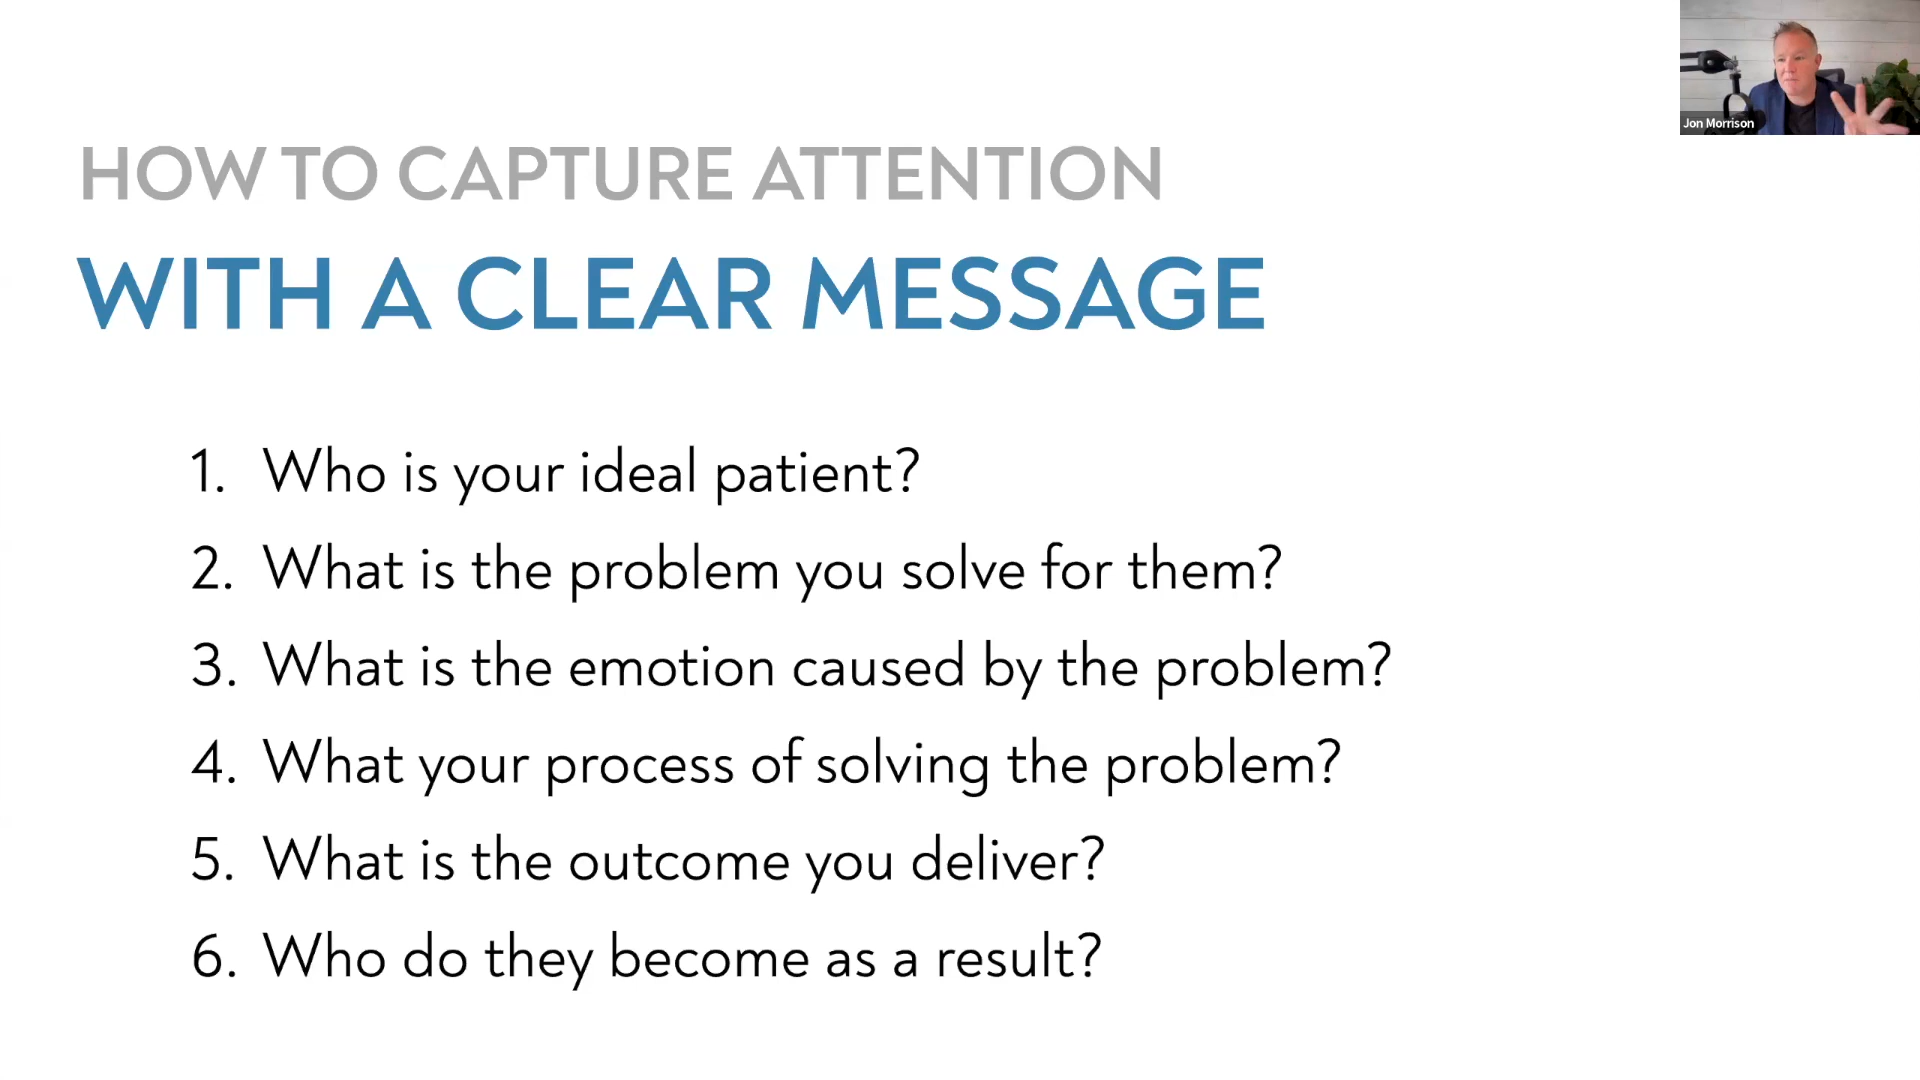 Jon Morrison
HOW TO CAPTURE ATTENTION
WITH A CLEAR MESSAGE
1. Who is your ideal patient?
2. What is the problem you solve for them?
3. What is the emotion caused by the problem?
4. What your process of solving the problem?
5. What is the outcome you deliver?
6. Who do they become as a result?